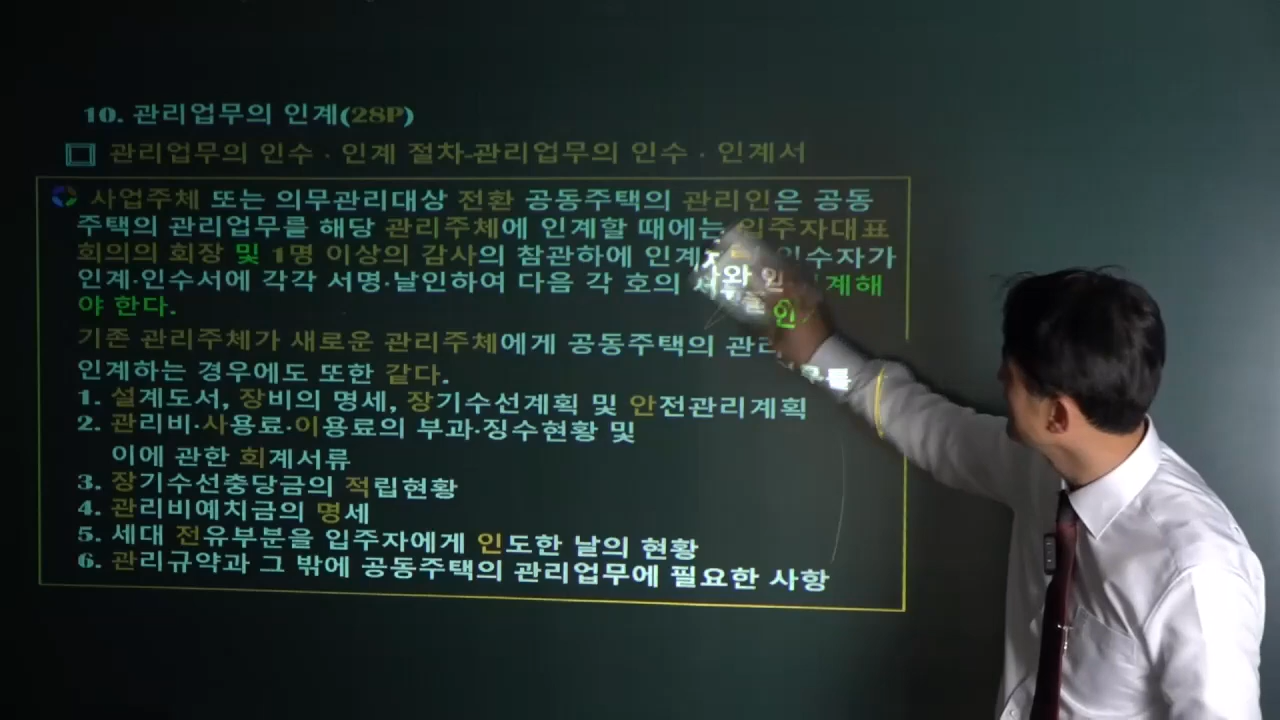 10. 관리업무의 인계(28P)
관리업무의 인수 · 인계 절차-관리업무의 인수 · 인계서
사업주체 또는 의무관리대상 전환 공동주택의 관리인은 공동
주택의 관리업무를 해당 관리주체에 인계할 때에는 입주자대표
회의의 회장 및 1명 이상의 감사의 참관하에 인계자와 인수자가
인계·인수서에 각각 서명·날인하여 다음 각 호의 서류를 인계해
야 한다.
기존 관리주체가 새로운 관리주체에게 공동주택의 관리업무를
인계하는 경우에도 또한 같다.
1. 설계도서, 장비의 명세, 장기수선계획 및 안전관리계획
2. 관리비·사용료·이용료의 부과·징수현황 및
이에 관한 회계서류
3. 장기수선충당금의 적립현황
4. 관리비예치금의 명세
5. 세대 전유부분을 입주자에게 인도한 날의 현황
6. 관리규약과 그 밖에 공동주택의 관리업무에 필요한 사항